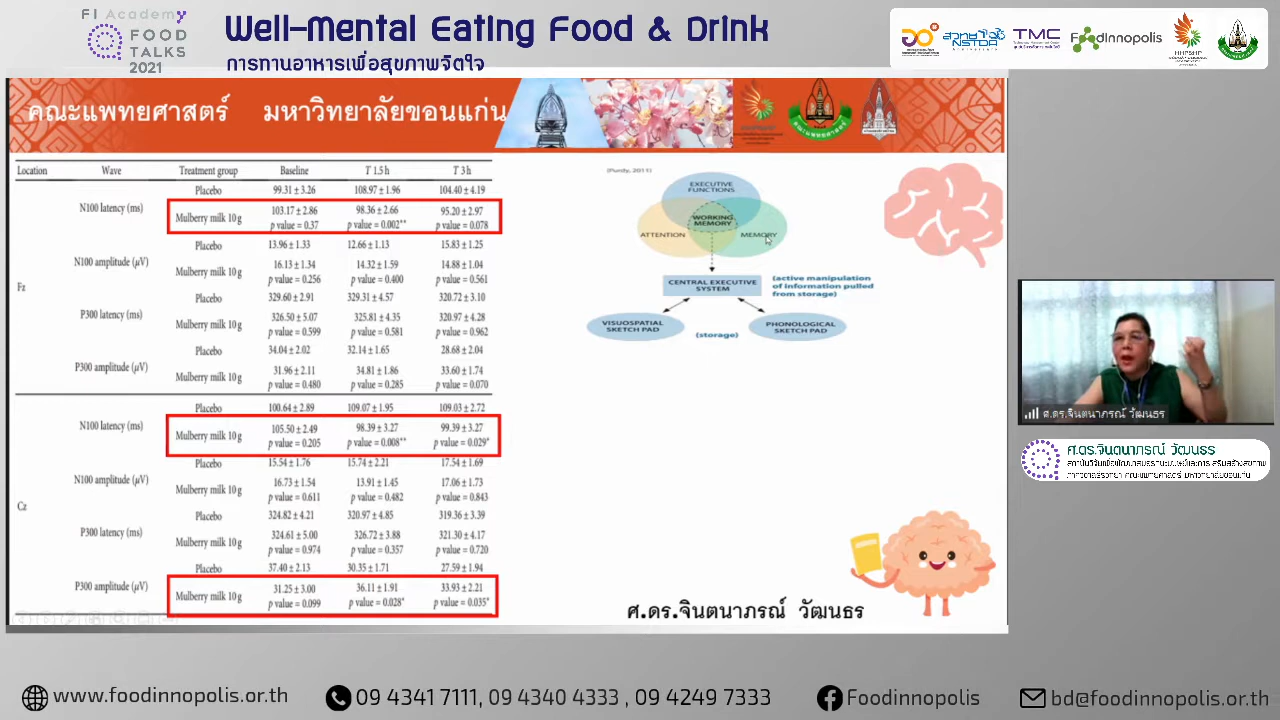 FI Academy
FOOD
TALKS
2021
Well-Mental Eating Food & Drink
การทานอาหารเพื่อสุขภาพจิตใจ
สวทช
NSTDA
TMC
Foodinnopolis
คณะแพทยศาสตร์ มหาวิทยาลัยขอนแก่น
Location Wave Treatment group Baseline T 1.5 h T 3 h
Placebo 99.31 ± 3.26 108.97 ± 1.96 104.40 ± 4.19
N100 latency (ms)
Mulberry milk 10 g 103.17 ± 2.86 98.36 ± 2.66 95.20 ± 2.97
p value = 0.37 p value = 0.002** p value = 0.078
Placebo 13.96 ± 1.33 12.66 ± 1.13 15.83 ± 1.25
N100 amplitude (µV)
Mulberry milk 10 g 16.13 ± 1.34 14.32 ± 1.59 14.88 ± 1.04
p value = 0.256 p value = 0.400 p value = 0.561
Fz
Placebo 329.60 ± 2.91 329.31 ± 4.57 320.72 ± 3.10
P300 latency (ms)
Mulberry milk 10 g 326.50 ± 5.07 325.81 ± 4.35 320.97 ± 4.28
p value = 0.599 p value = 0.581 p value = 0.962
Placebo 34.04 ± 2.02 32.14 ± 1.65 28.68 ± 2.04
P300 amplitude (µV)
Mulberry milk 10 g 31.96 ± 2.11 34.81 ± 1.86 33.60 ± 1.74
p value = 0.480 p value = 0.285 p value = 0.070
Placebo 100.64 ± 2.89 109.07 ± 1.95 109.03 ± 2.72
N100 latency (ms)
Mulberry milk 10 g 105.50 ± 2.49 98.39 ± 3.27 99.39 ± 3.27
p value = 0.205 p value = 0.008** p value = 0.029*
Placebo 15.54 ± 1.76 15.74 ± 2.21 17.54 ± 1.69
N100 amplitude (µV)
Mulberry milk 10 g 16.73 ± 1.54 13.91 ± 1.45 17.06 ± 1.73
p value = 0.611 p value = 0.482 p value = 0.843
Cz
Placebo 324.82 ± 4.21 320.97 ± 4.85 319.36 ± 3.39
P300 latency (ms)
Mulberry milk 10 g 324.61 ± 5.00 326.72 ± 3.88 321.30 ± 4.17
p value = 0.974 p value = 0.357 p value = 0.720
Placebo 37.40 ± 2.13 30.35 ± 1.71 27.59 ± 1.94
P300 amplitude (µV)
Mulberry milk 10 g 31.25 ± 3.00 36.11 ± 1.91 33.93 ± 2.21
p value = 0.099 p value = 0.028* p value = 0.035*
(Purdy, 2011)
EXECUTIVE
FUNCTIONS
WORKING
MEMORY
ATTENTION MEMORY
CENTRAL EXECUTIVE
SYSTEM
(active manipulation
of information pulled
from storage)
VISUOSPATIAL
SKETCH PAD
(storage)
PHONOLOGICAL
SKETCH PAD
ศ.ดร.จินตนาภรณ์ วัฒนธร
ศ.ดร.จินตนาภรณ์ วัฒนธร
ศ.ดร.จินตนาภรณ์ วัฒนธร
www.foodinnopolis.or.th
09 4341 7111, 09 4340 4333 , 09 4249 7333
Foodinnopolis
bd@foodinnopolis.or.th